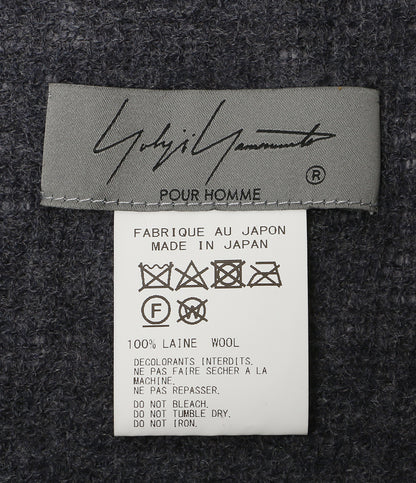 Yohji Yamamoto
®
POUR HOMME
FABRIQUE AU JAPON
MADE IN JAPAN
F W
100% LAINE WOOL
DECOLORANTS INTERDITS.
NE PAS FAIRE SECHER A LA
MACHINE.
NE PAS REPASSER.
DO NOT BLEACH.
DO NOT TUMBLE DRY.
DO NOT IRON.